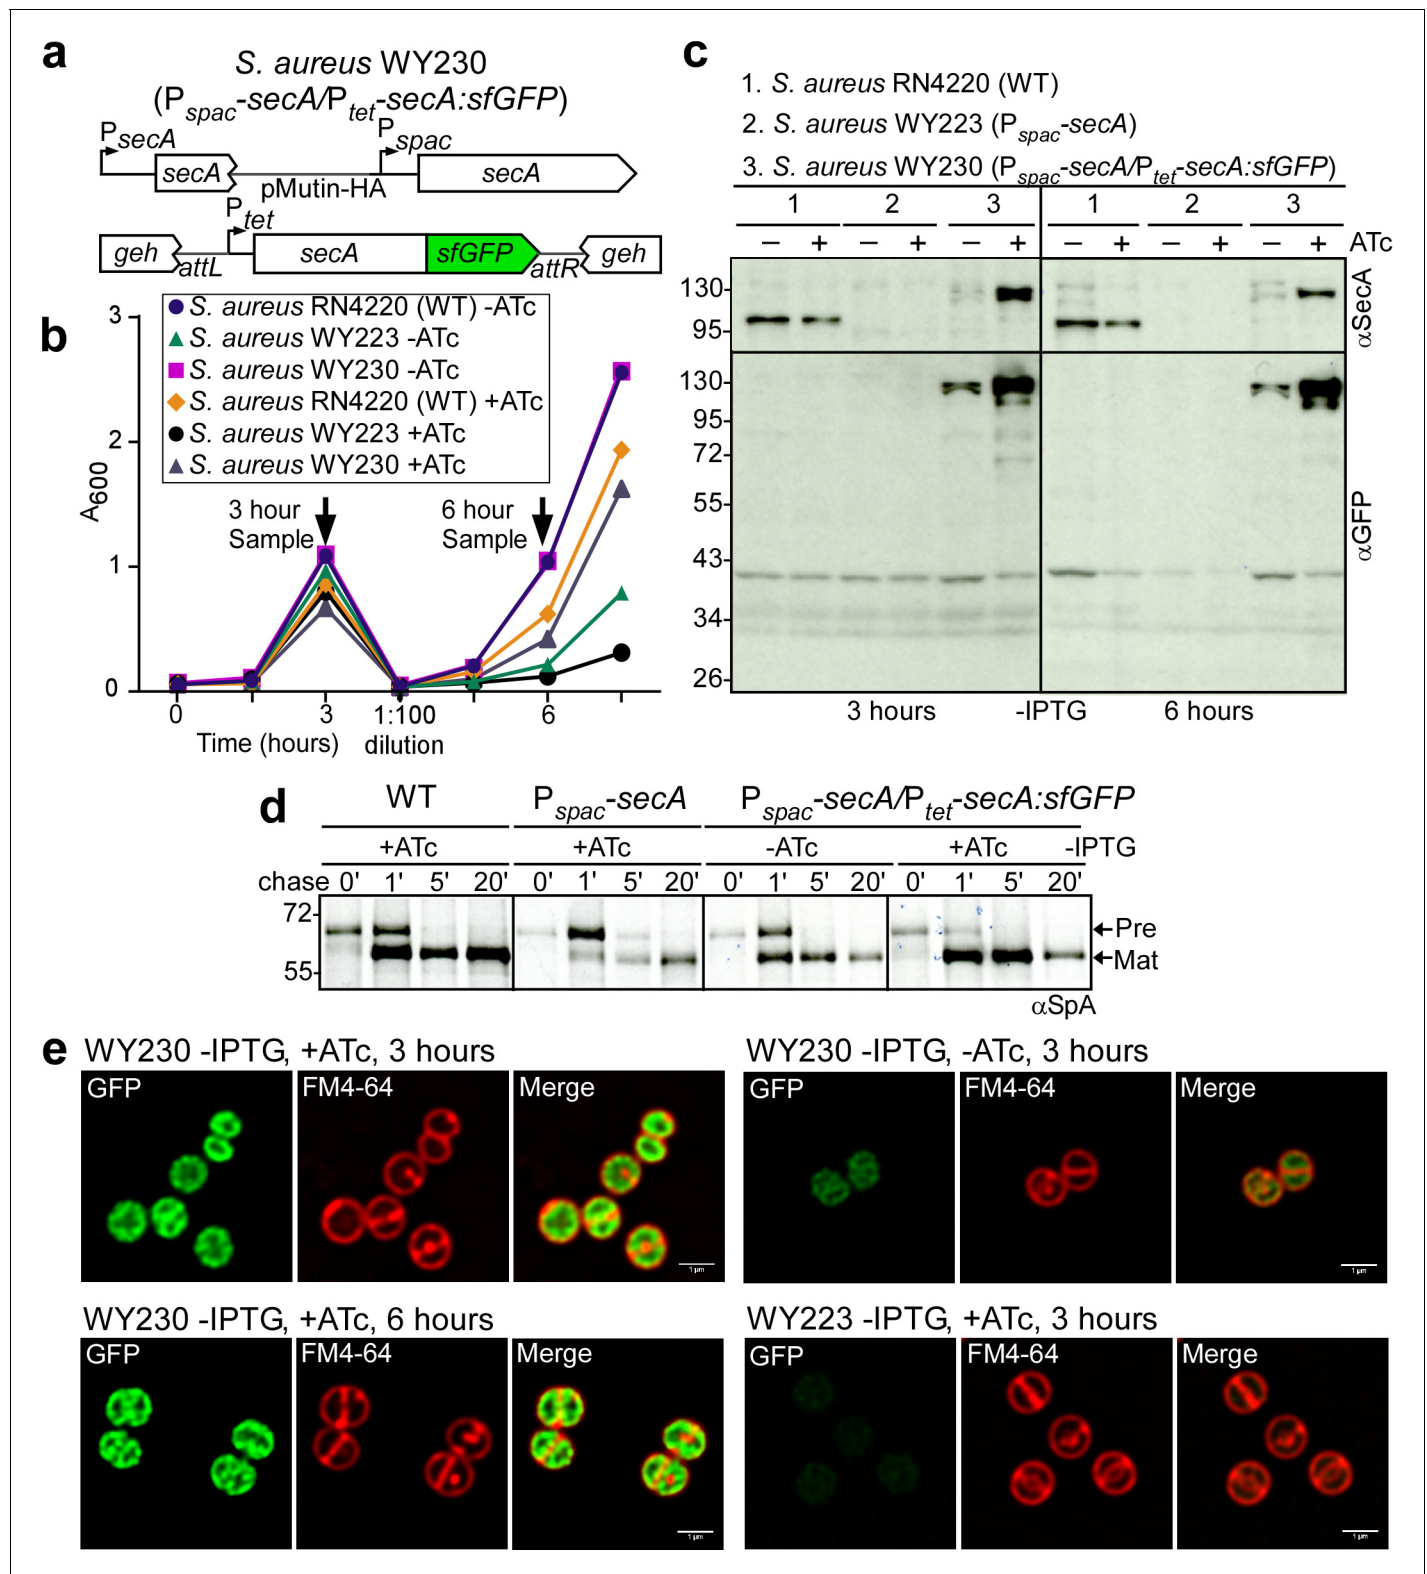 a
S. aureus WY230
(Pspac-secA/Ptet-secA:sfGFP)
PsecA
Pspac
secA
pMutin-HA
secA
Ptet
geh
attL
secA
sfGFP
attR
geh
b
S. aureus RN4220 (WT) -ATc
S. aureus WY223 -ATc
S. aureus WY230 -ATc
S. aureus RN4220 (WT) +ATc
S. aureus WY223 +ATc
S. aureus WY230 +ATc
3
2
1
0
A600
3 hour
Sample
6 hour
Sample
0 3 1:100 6
Time (hours) dilution
c
1. S. aureus RN4220 (WT)
2. S. aureus WY223 (Pspac-secA)
3. S. aureus WY230 (Pspac-secA/Ptet-secA:sfGFP)
1 2 3 1 2 3
– + – + – + – + – + – + ATc
130-
95-
αSecA
130-
95-
72-
55-
43-
34-
26-
αGFP
3 hours -IPTG 6 hours
d
WT Pspac-secA Pspac-secA/Ptet-secA:sfGFP
+ATc +ATc -ATc +ATc -IPTG
chase 0' 1' 5' 20' 0' 1' 5' 20' 0' 1' 5' 20' 0' 1' 5' 20'
72-
55-
Pre
Mat
αSpA
e
WY230 -IPTG, +ATc, 3 hours
GFP FM4-64 Merge
1 µm
WY230 -IPTG, -ATc, 3 hours
GFP FM4-64 Merge
1 µm
WY230 -IPTG, +ATc, 6 hours
GFP FM4-64 Merge
1 µm
WY223 -IPTG, +ATc, 3 hours
GFP FM4-64 Merge
1 µm